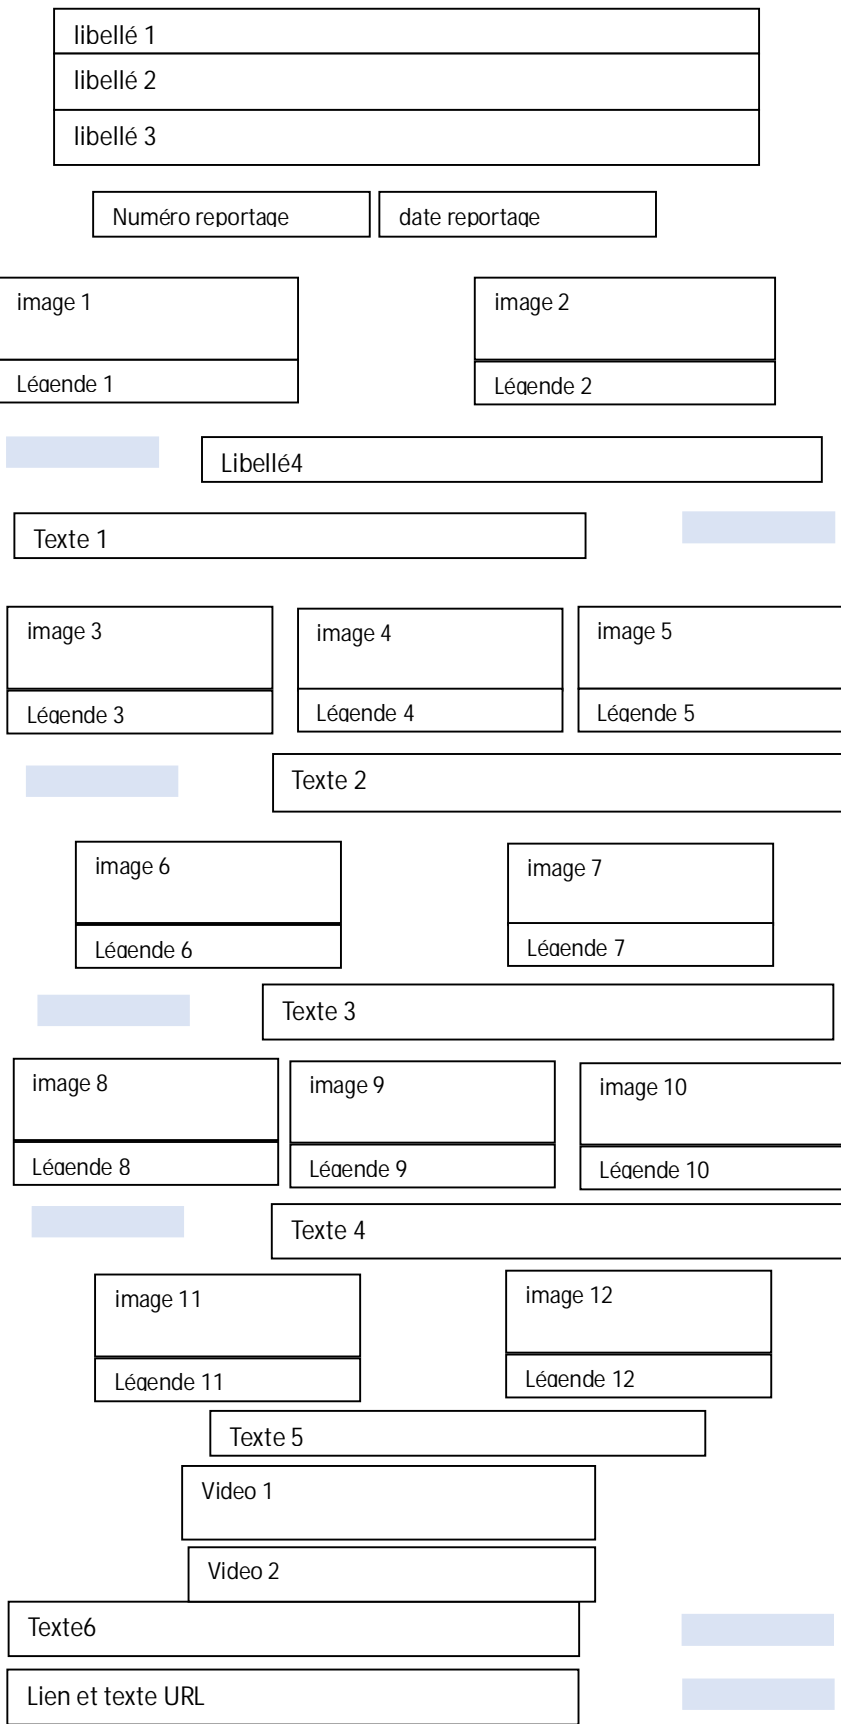 libellé 1
libellé 2
libellé 3
Numéro reportage
date reportage
image 1
image 2
Légende 1
Légende 2
Libellé4
Texte 1
image 3
image 4
image 5
Légende 3
Légende 4
Légende 5
Texte 2
image 6
image 7
Légende 6
Légende 7
Texte 3
image 8
image 9
image 10
Légende 8
Légende 9
Légende 10
Texte 4
image 11
image 12
Légende 11
Légende 12
Texte 5
Video 1
Video 2
Texte6
Lien et texte URL